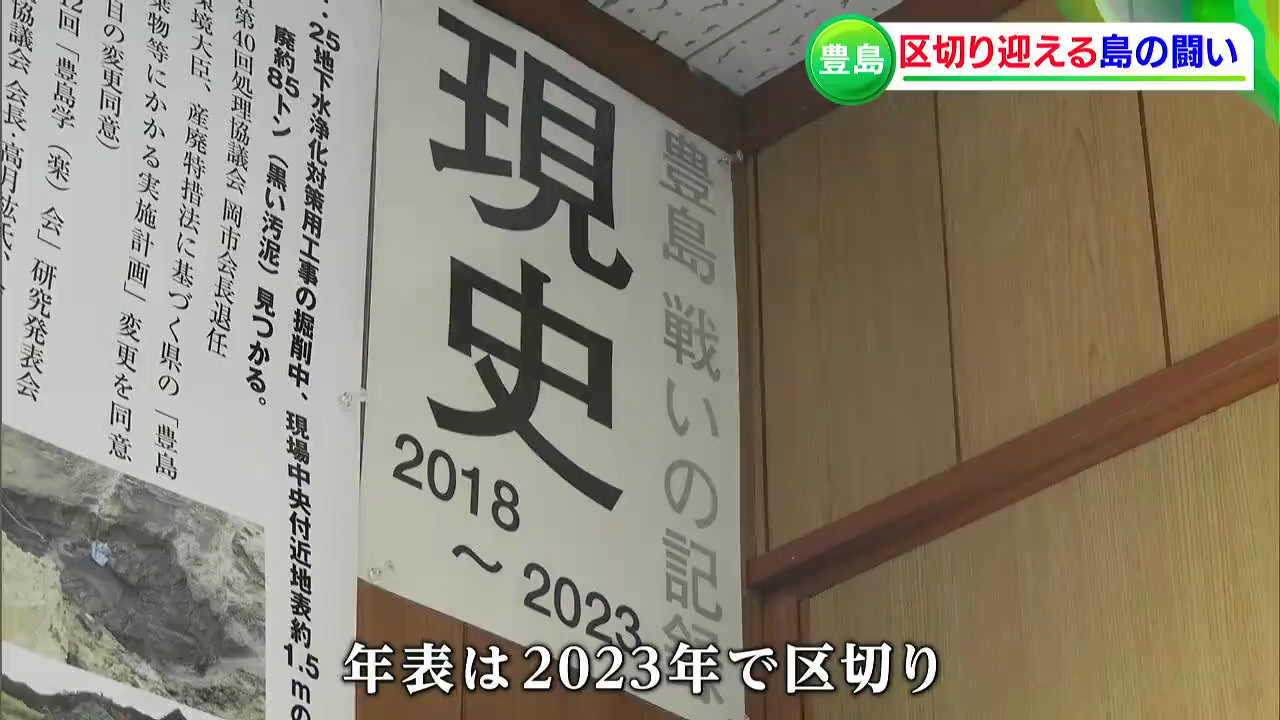 豊島
区切り迎える島の闘い
豊島 戦いの記録
現史
2018
〜2023
・25地下水浄化対策用工事の掘削中、現場中央付近地表約1.5mの
廃約85トン（黒い汚泥）見つかる。
第40回処理協議会 岡市会長退任
環境大臣、産廃特措法に基づく県の「豊島
棄物等にかかる実施計画」変更を同意
目の変更同意）
2回「豊島学（楽）会」研究発表会
協議会 会長 高月紘氏、
年表は2023年で区切り